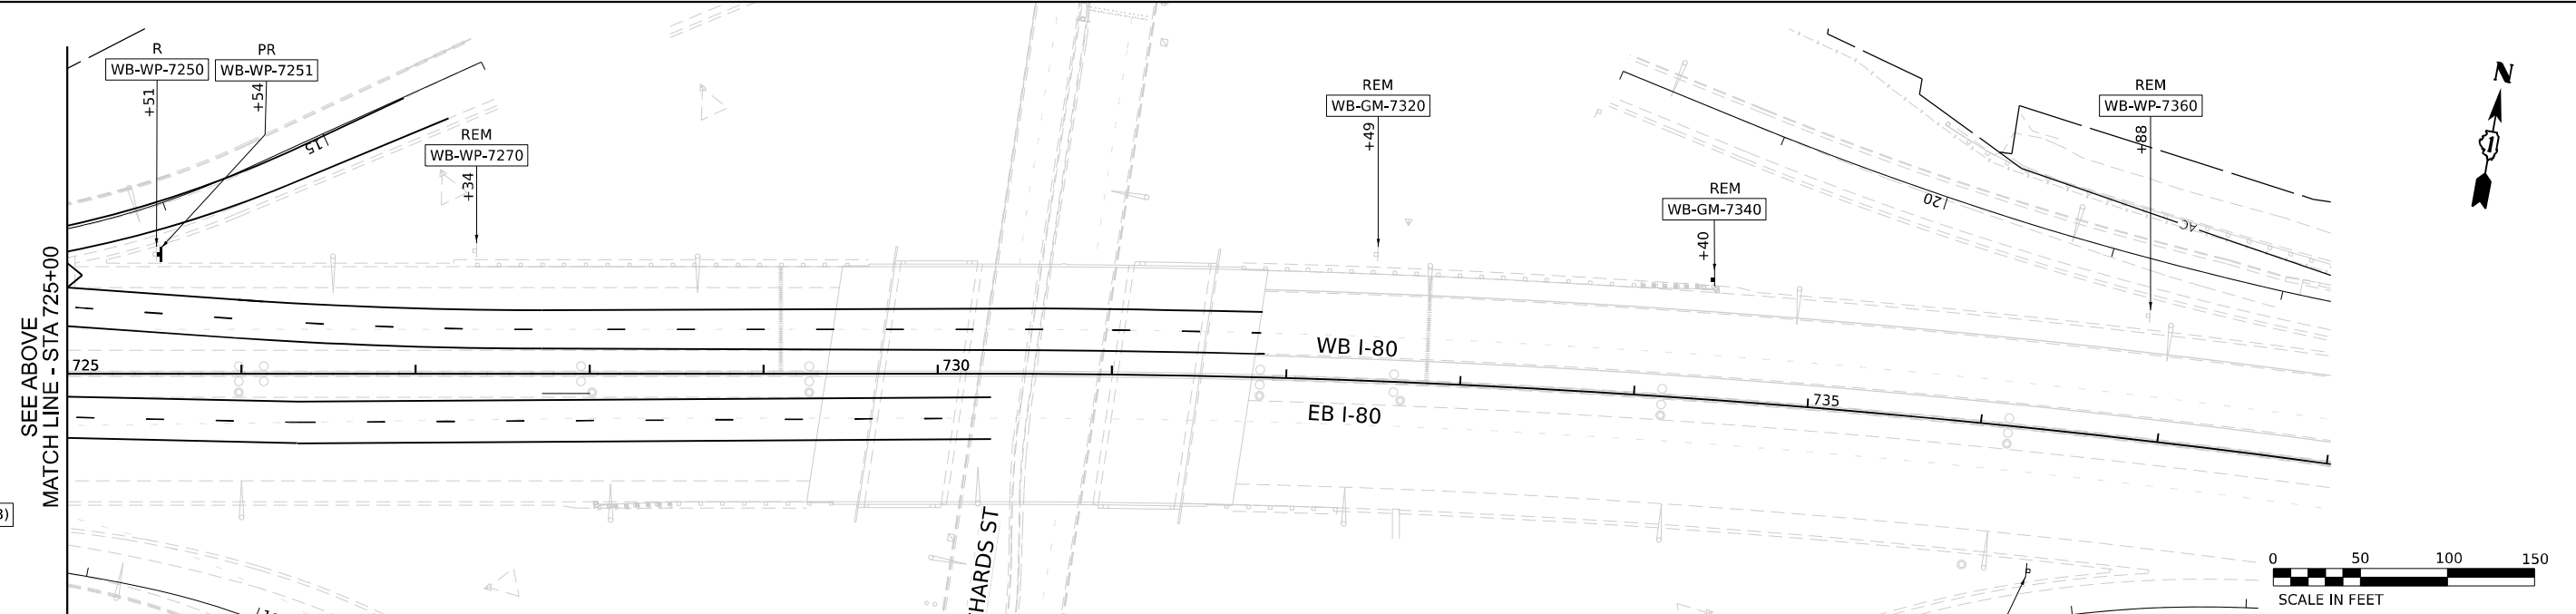 R
WB-WP-7250
+51
PR
WB-WP-7251
+54
REM
WB-WP-7270
+34
REM
WB-GM-7320
+49
REM
WB-GM-7340
+40
REM
WB-WP-7360
+88
N
1
15
20
AC
SEE ABOVE
MATCH LINE - STA 725+00
725
730
735
WB I-80
EB I-80
HARDS ST
0 50 100 150
SCALE IN FEET